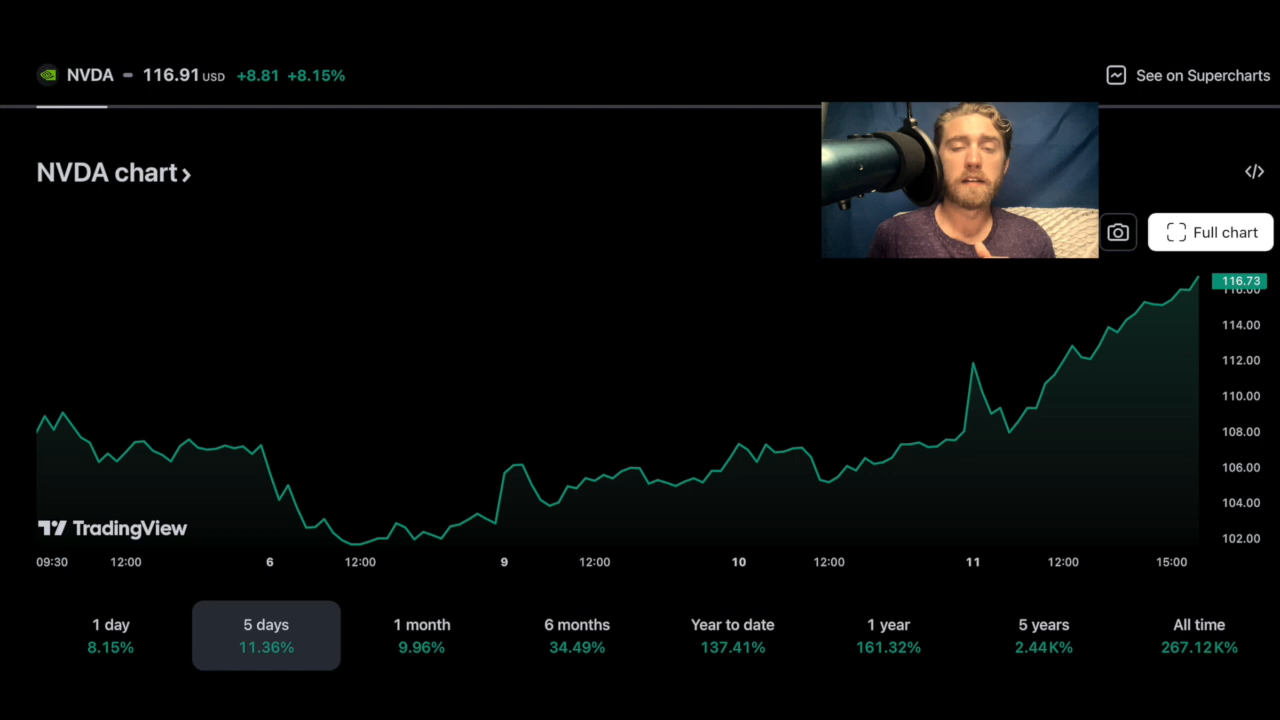 NVDA 116.91 USD +8.81 +8.15%
See on Supercharts
NVDA chart
Full chart
116.73
116.00
114.00
112.00
110.00
108.00
106.00
104.00
102.00
TradingView
09:30 12:00 6 12:00 9 12:00 10 12:00 11 12:00 15:00
1 day 5 days 1 month 6 months Year to date 1 year 5 years All time
8.15% 11.36% 9.96% 34.49% 137.41% 161.32% 2.44K% 267.12K%